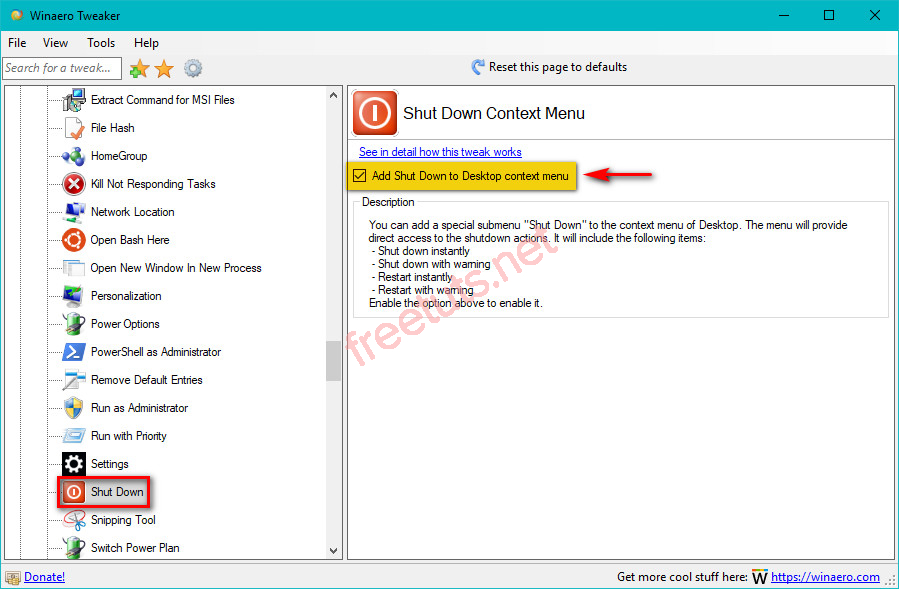 Winaero Tweaker
File View Tools Help
Search for a tweak...
Reset this page to defaults
Extract Command for MSI Files
File Hash
HomeGroup
Kill Not Responding Tasks
Network Location
Open Bash Here
Open New Window In New Process
Personalization
Power Options
PowerShell as Administrator
Remove Default Entries
Run as Administrator
Run with Priority
Settings
Shut Down
Snipping Tool
Switch Power Plan
Shut Down Context Menu
See in detail how this tweak works
Add Shut Down to Desktop context menu
Description
You can add a special submenu "Shut Down" to the context menu of Desktop. The menu will provide
direct access to the shutdown actions. It will include the following items:
- Shut down instantly
- Shut down with warning
- Restart instantly
- Restart with warning
Enable the option above to enable it.
freetuts.net
Donate!
Get more cool stuff here: W https://winaero.com